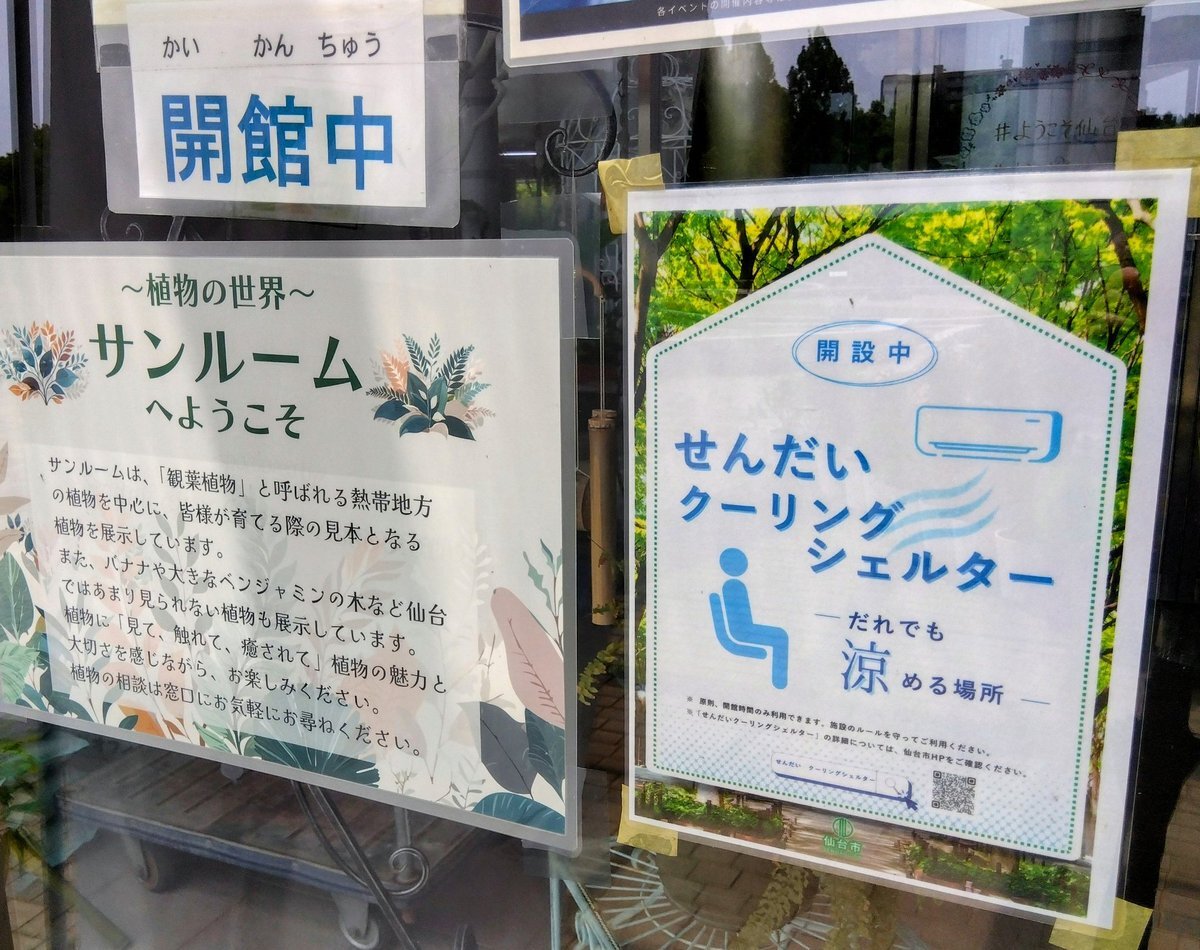 かい かん ちゅう
開館中
～植物の世界～
サンルーム
へようこそ
サンルームは、「観葉植物」と呼ばれる熱帯地方
の植物を中心に、皆様が育てる際の見本となる
植物を展示しています。
また、バナナや大きなベンジャミンの木など仙台
ではあまり見られない植物も展示しています。
植物に「見て、触れて、癒されて」植物の魅力と
大切さを感じながら、お楽しみください。
植物の相談は窓口にお気軽にお尋ねください。
各イベントの開催内容
#ようこそ仙台
開設中
せんだい
クーリング
シェルター
だれでも
涼める場所
※ 原則、開館時間のみ利用できます。施設のルールを守ってご利用ください。
※「せんだいクーリングシェルター」の詳細については、仙台市HPをご確認ください。
せんだい クーリングシェルター
仙台市